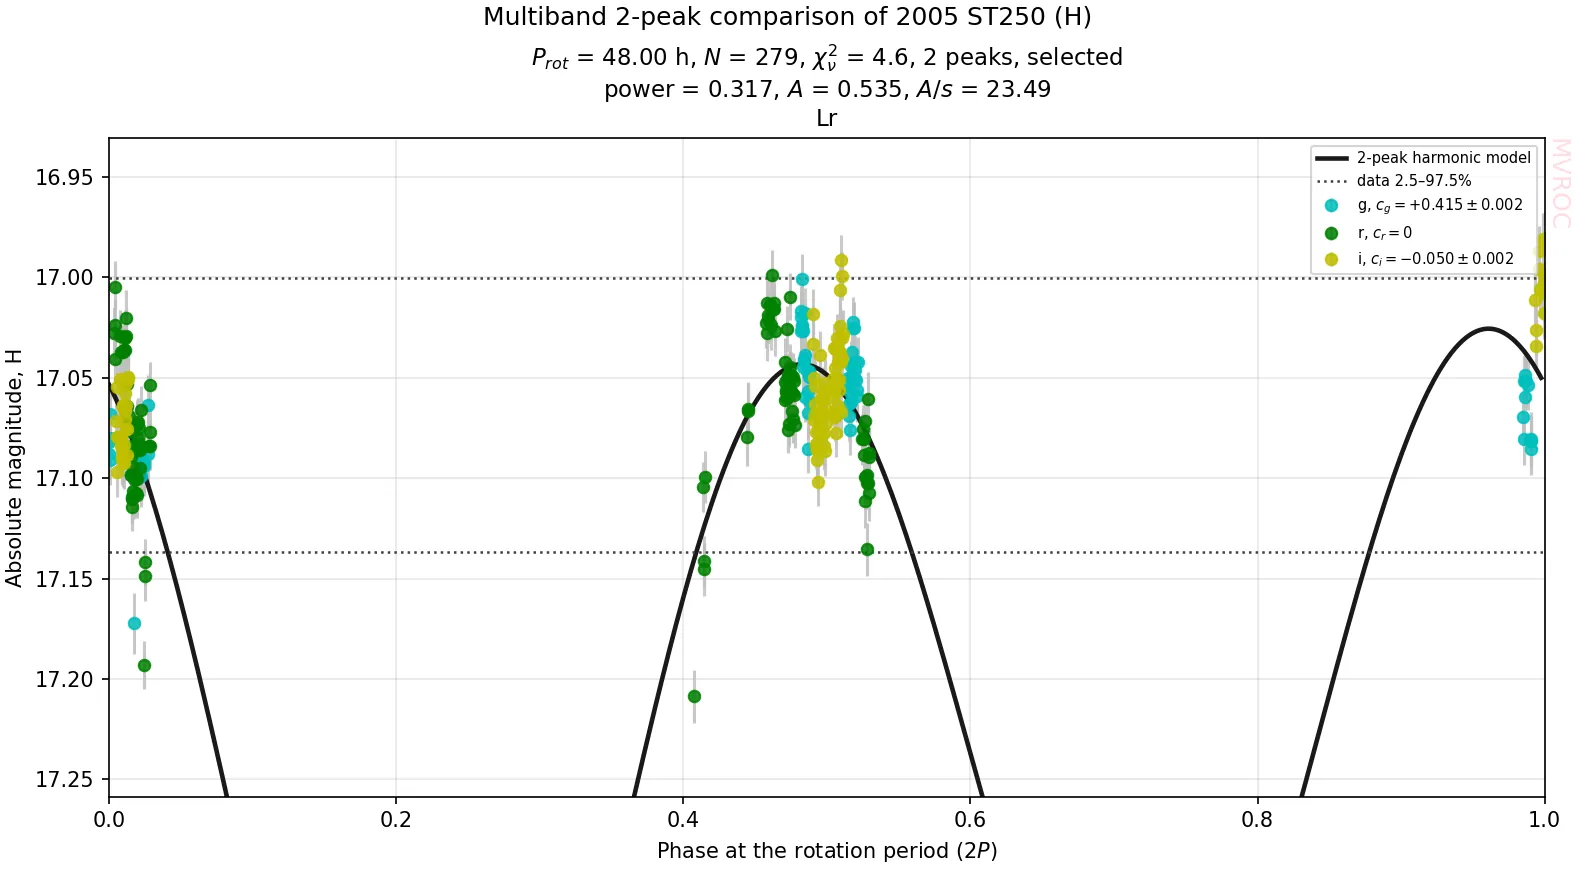 Multiband 2-peak comparison of 2005 ST250 (H)
P_rot = 48.00 h, N = 279, χ²_ν = 4.6, 2 peaks, selected
power = 0.317, A = 0.535, A/s = 23.49
Lr
2-peak harmonic model
data 2.5–97.5%
g, c_g = +0.415 ± 0.002
r, c_r = 0
i, c_i = −0.050 ± 0.002
MVROC
Absolute magnitude, H
16.95
17.00
17.05
17.10
17.15
17.20
17.25
0.0 0.2 0.4 0.6 0.8 1.0
Phase at the rotation period (2P)